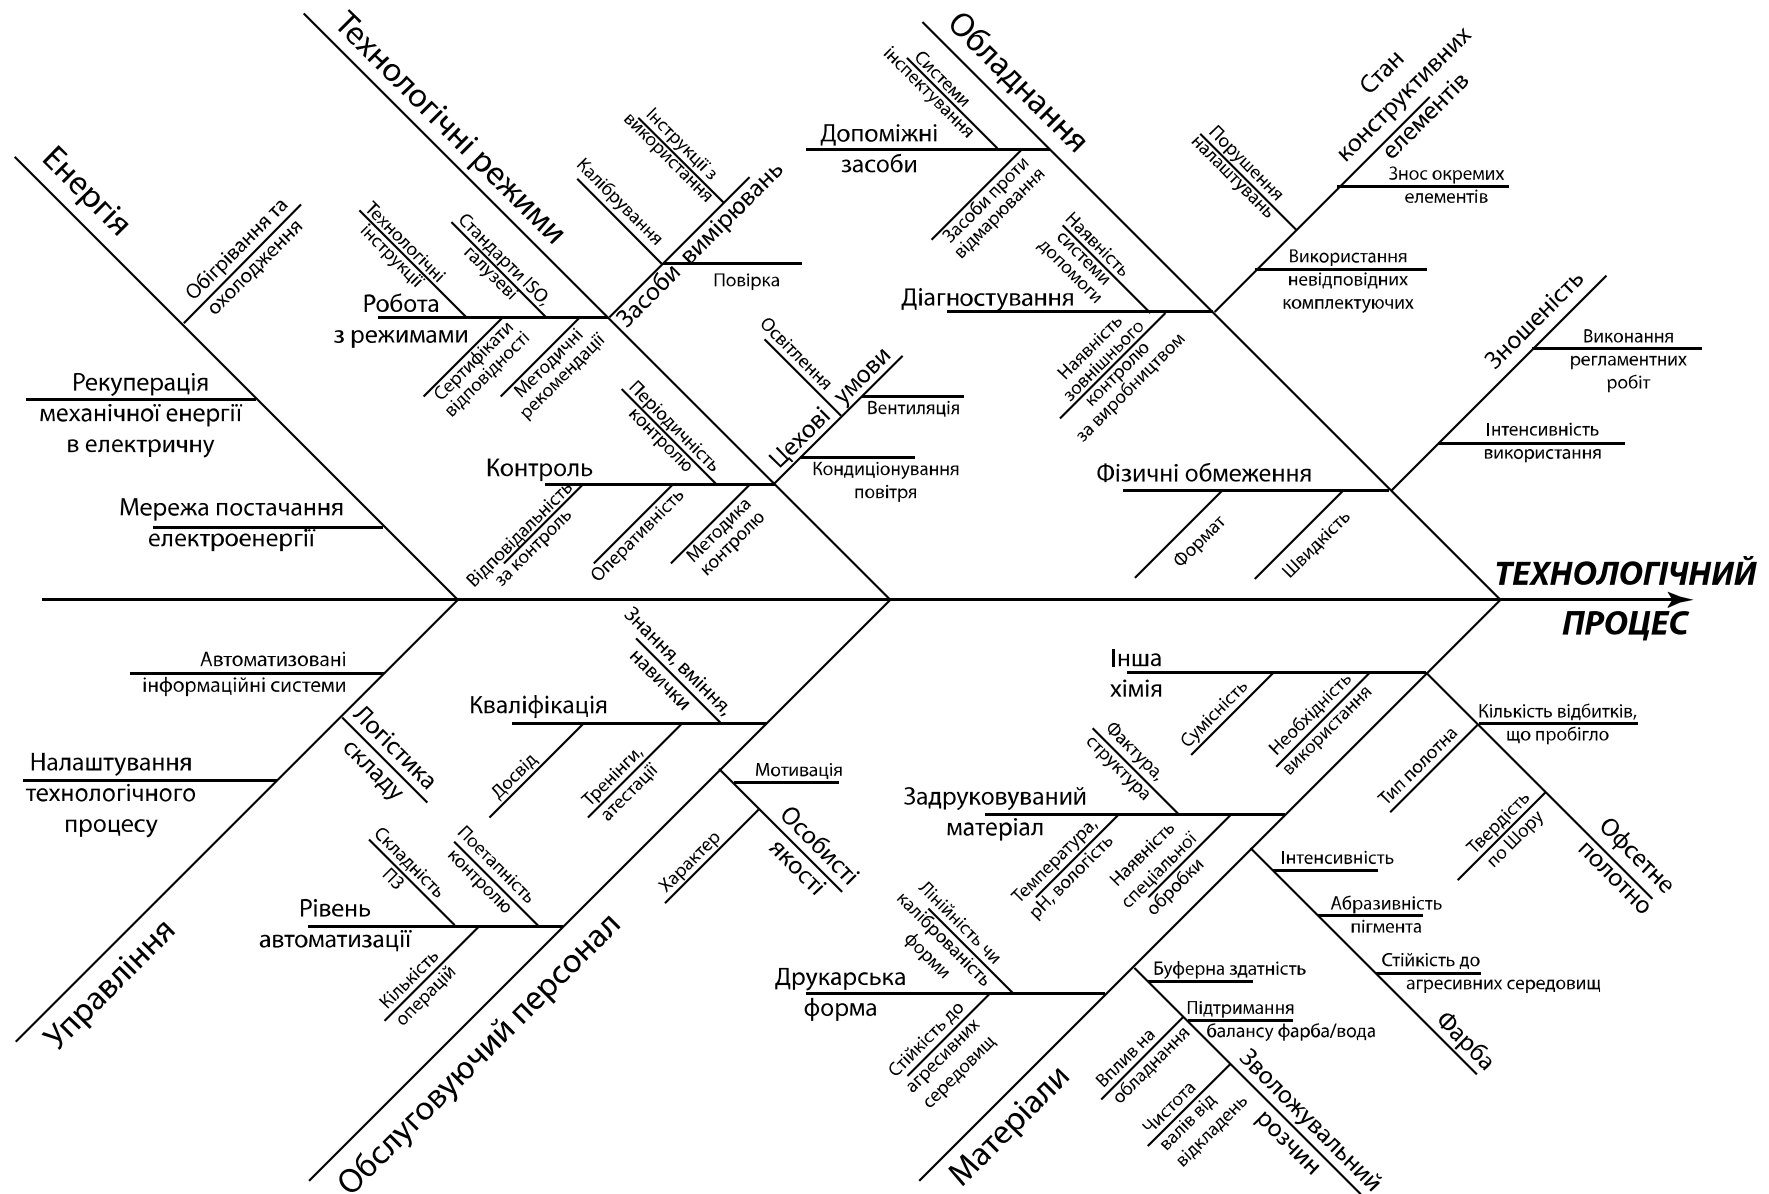 Енергія
Обігрівання та
охолодження
Рекуперація
механічної енергії
в електричну
Мережа постачання
електроенергії
Технологічні режими
Технологічні
інструкції
Стандарти ISO,
галузеві
Робота
з режимами
Сертифікати
відповідності
Методичні
рекомендації
Калібрування
Інструкції з
використання
Засоби вимірювань
Повірка
Періодичність
контролю
Контроль
Відповідальність
за контроль
Оперативність
Методика
контролю
Освітлення
Цехові умови
Вентиляція
Кондиціонування
повітря
Обладнання
Системи
інспектування
Допоміжні
засоби
Засоби проти
відмарювання
Наявність
системи
допомоги
Діагностування
Наявність
зовнішнього
контролю
за виробництвом
Порушення
налаштувань
Стан
конструктивних
елементів
Знос окремих
елементів
Використання
невідповідних
комплектуючих
Зношеність
Виконання
регламентних
робіт
Інтенсивність
використання
Фізичні обмеження
Формат
Швидкість
ТЕХНОЛОГІЧНИЙ
ПРОЦЕС
Автоматизовані
інформаційні системи
Логістика
складу
Налаштування
технологічного
процесу
Управління
Знання, вміння,
навички
Кваліфікація
Досвід
Тренінги,
атестації
Мотивація
Особисті
якості
Характер
Складність
ПЗ
Поетапність
контролю
Рівень
автоматизації
Кількість
операцій
Обслуговуючий персонал
Інша
хімія
Сумісність
Необхідність
використання
Кількість відбитків,
що пробігло
Тип полотна
Твердість
по Шору
Офсетне
полотно
Фактура,
структура
Задруковуваний
матеріал
Температура,
pH, вологість
Наявність
спеціальної
обробки
Інтенсивність
Абразивність
пігмента
Стійкість до
агресивних середовищ
Фарба
Лінійність чи
каліброваність
форми
Друкарська
форма
Стійкість до
агресивних
середовищ
Буферна здатність
Підтримання
балансу фарба/вода
Вплив на
обладнання
Чистота
валів від
відкладень
Зволожувальний
розчин
Матеріали